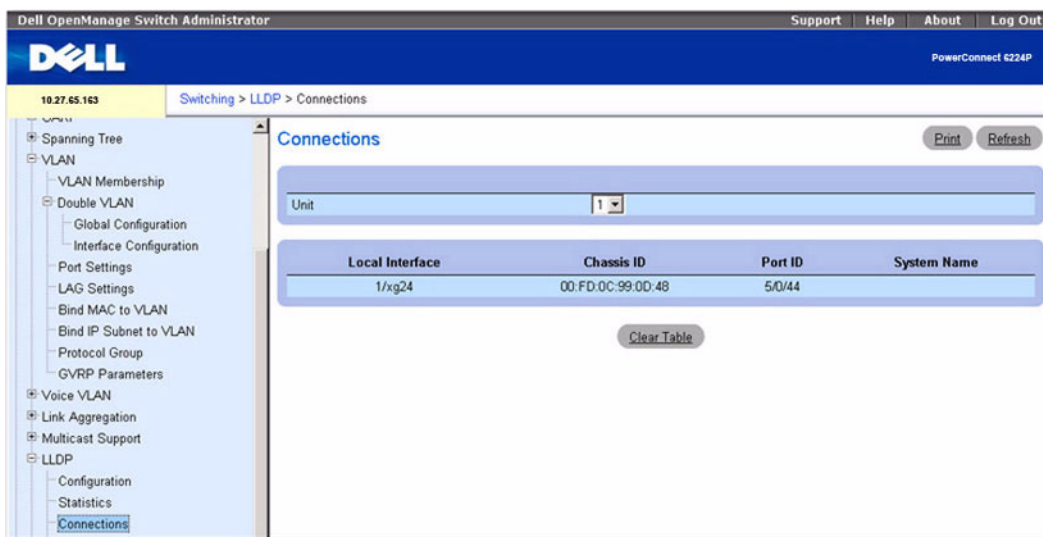 Dell OpenManage Switch Administrator
Support Help About Log Out
DELL
PowerConnect 6224P
10.27.65.163
Switching > LLDP > Connections
Spanning Tree
VLAN
VLAN Membership
Double VLAN
Global Configuration
Interface Configuration
Port Settings
LAG Settings
Bind MAC to VLAN
Bind IP Subnet to VLAN
Protocol Group
GVRP Parameters
Voice VLAN
Link Aggregation
Multicast Support
LLDP
Configuration
Statistics
Connections
Connections
Print Refresh
Unit 1
Local Interface Chassis ID Port ID System Name
1/xg24 00:FD:0C:99:0D:48 5/0/44
Clear Table